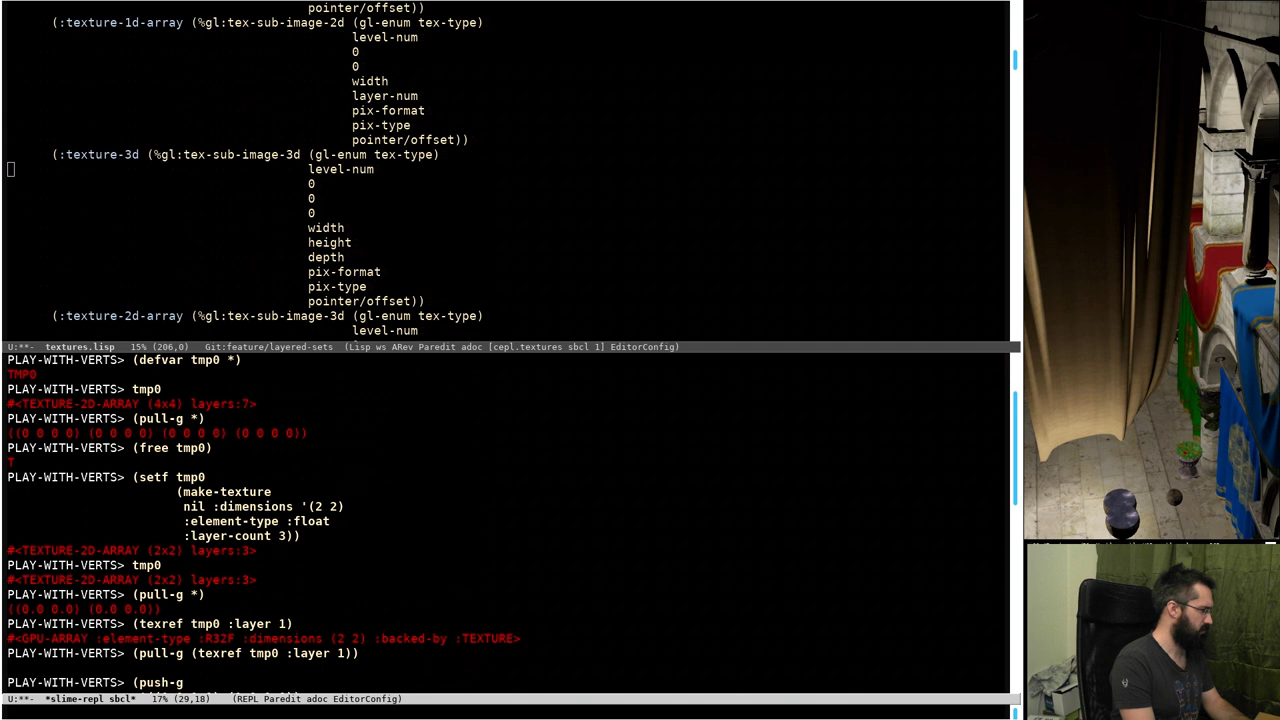 pointer/offset))
      (:texture-1d-array (%gl:tex-sub-image-2d (gl-enum tex-type)
                                              level-num
                                              0
                                              0
                                              width
                                              layer-num
                                              pix-format
                                              pix-type
                                              pointer/offset))
      (:texture-3d (%gl:tex-sub-image-3d (gl-enum tex-type)
                                        level-num
                                        0
                                        0
                                        0
                                        width
                                        height
                                        depth
                                        pix-format
                                        pix-type
                                        pointer/offset))
      (:texture-2d-array (%gl:tex-sub-image-3d (gl-enum tex-type)
                                              level-num
U:**-  textures.lisp   15% (206,0)    Git:feature/layered-sets  (Lisp ws ARev Paredit adoc [cepl.textures sbcl 1] EditorConfig)
PLAY-WITH-VERTS> (defvar tmp0 *)
TMP0
PLAY-WITH-VERTS> tmp0
#<TEXTURE-2D-ARRAY (4x4) layers:7>
PLAY-WITH-VERTS> (pull-g *)
((0 0 0 0) (0 0 0 0) (0 0 0 0) (0 0 0 0))
PLAY-WITH-VERTS> (free tmp0)
T
PLAY-WITH-VERTS> (setf tmp0
                       (make-texture
                        nil :dimensions '(2 2)
                        :element-type :float
                        :layer-count 3))
#<TEXTURE-2D-ARRAY (2x2) layers:3>
PLAY-WITH-VERTS> tmp0
#<TEXTURE-2D-ARRAY (2x2) layers:3>
PLAY-WITH-VERTS> (pull-g *)
((0.0 0.0) (0.0 0.0))
PLAY-WITH-VERTS> (texref tmp0 :layer 1)
#<GPU-ARRAY :element-type :R32F :dimensions (2 2) :backed-by :TEXTURE>
PLAY-WITH-VERTS> (pull-g (texref tmp0 :layer 1))
PLAY-WITH-VERTS> (push-g
U:**-  *slime-repl sbcl*   17% (29,18)    (REPL Paredit adoc EditorConfig)